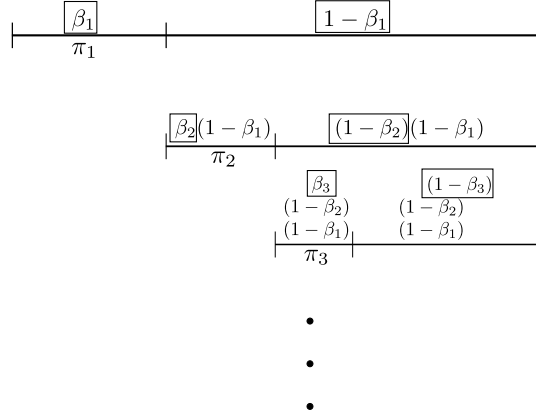 β₁ 1 − β₁
π₁
β₂(1 − β₁) (1 − β₂)(1 − β₁)
π₂
β₃ (1 − β₃)
(1 − β₂) (1 − β₂)
(1 − β₁) (1 − β₁)
π₃